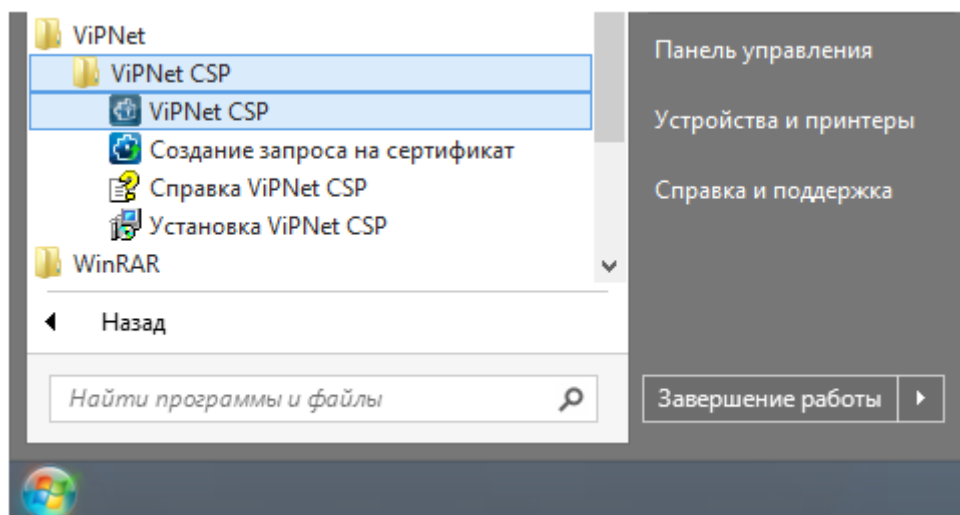 ViPNet
ViPNet CSP
ViPNet CSP
Создание запроса на сертификат
Справка ViPNet CSP
Установка ViPNet CSP
WinRAR
Назад
Найти программы и файлы
Панель управления
Устройства и принтеры
Справка и поддержка
Завершение работы